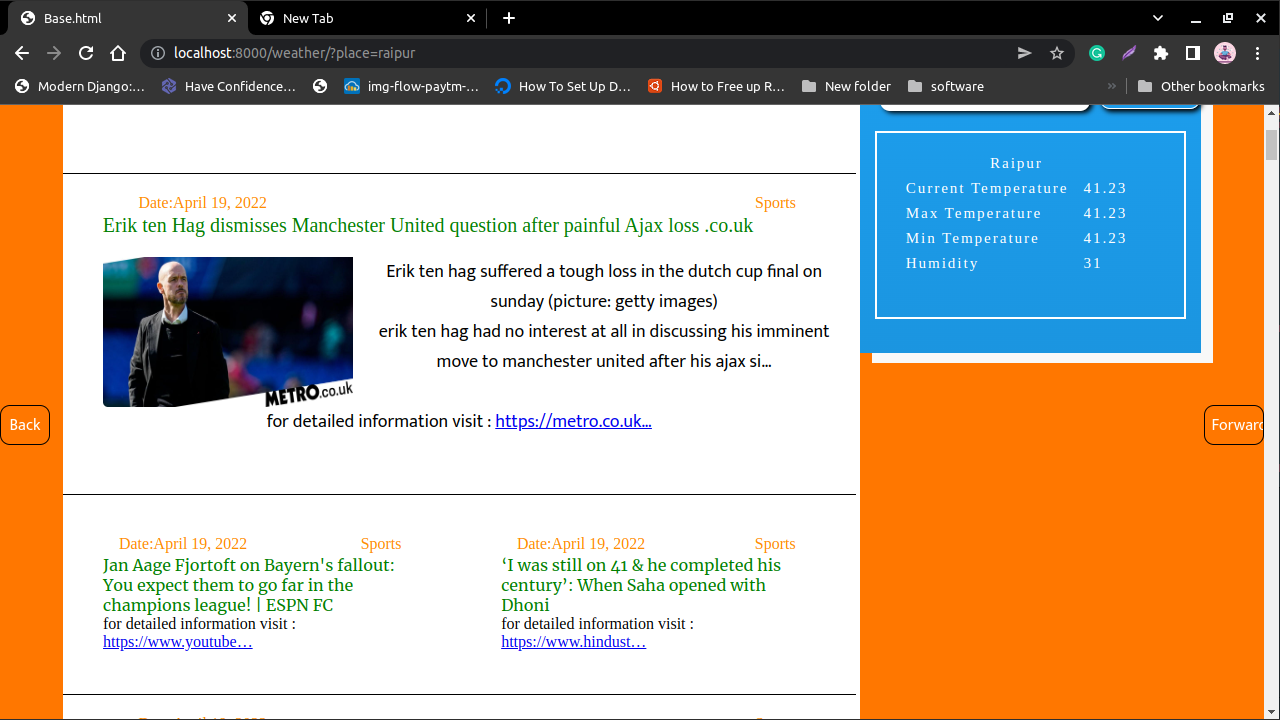 Base.html
New Tab
localhost:8000/weather/?place=raipur
Modern Django:…
Have Confidence…
img-flow-paytm-…
How To Set Up D…
How to Free up R…
New folder
software
»
Other bookmarks
Date:April 19, 2022 Sports
Erik ten Hag dismisses Manchester United question after painful Ajax loss .co.uk
METRO.co.uk
Erik ten hag suffered a tough loss in the dutch cup final on
sunday (picture: getty images)
erik ten hag had no interest at all in discussing his imminent
move to manchester united after his ajax si...
for detailed information visit : https://metro.co.uk...
Raipur
Current Temperature 41.23
Max Temperature 41.23
Min Temperature 41.23
Humidity 31
Back
Forward
Date:April 19, 2022 Sports
Jan Aage Fjortoft on Bayern's fallout:
You expect them to go far in the
champions league! | ESPN FC
for detailed information visit :
https://www.youtube…
Date:April 19, 2022 Sports
‘I was still on 41 & he completed his
century’: When Saha opened with
Dhoni
for detailed information visit :
https://www.hindust…